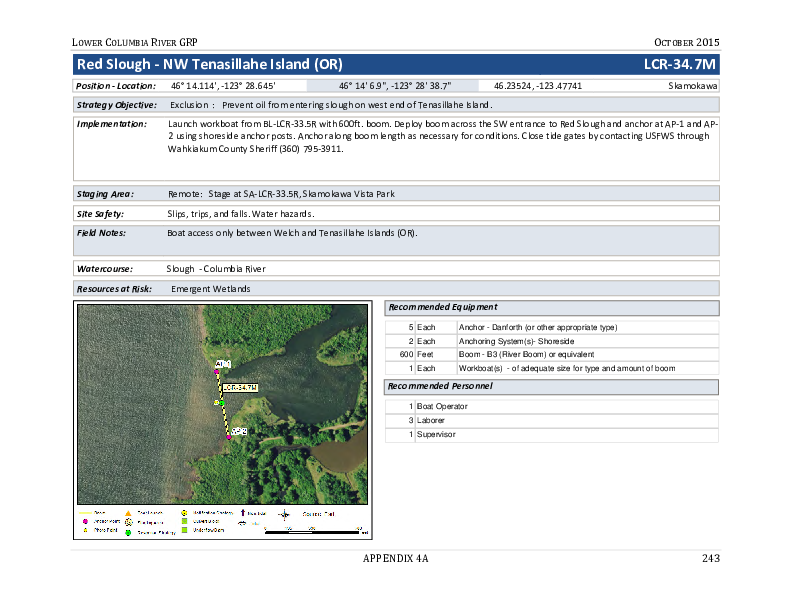 LOWER COLUMBIA RIVER GRP OCTOBER 2015
Red Slough - NW Tenasillahe Island (OR) LCR-34.7M
Position - Location: 46° 14.114', -123° 28.645' 46° 14' 6.9", -123° 28' 38.7" 46.23524, -123.47741 Skamokawa
Strategy Objective: Exclusion : Prevent oil from entering slough on west end of Tenasillahe Island.
Implementation: Launch workboat from BL-LCR-33.5R with 600ft. boom. Deploy boom across the SW entrance to Red Slough and anchor at AP-1 and AP-
2 using shoreside anchor posts. Anchor along boom length as necessary for conditions. Close tide gates by contacting USFWS through
Wahkiakum County Sheriff (360) 795-3911.
Staging Area: Remote: Stage at SA-LCR-33.5R, Skamokawa Vista Park
Site Safety: Slips, trips, and falls. Water hazards.
Field Notes: Boat access only between Welch and Tenasillahe Islands (OR).
Watercourse: Slough - Columbia River
Resources at Risk: Emergent Wetlands
Recommended Equipment
5 Each Anchor - Danforth (or other appropriate type)
2 Each Anchoring System(s)- Shoreside
600 Feet Boom - B3 (River Boom) or equivalent
1 Each Workboat(s) - of adequate size for type and amount of boom
Recommended Personnel
1 Boat Operator
3 Laborer
1 Supervisor
LCR-34.7M
Anchor Point
Photo Point
APPENDIX 4A 243